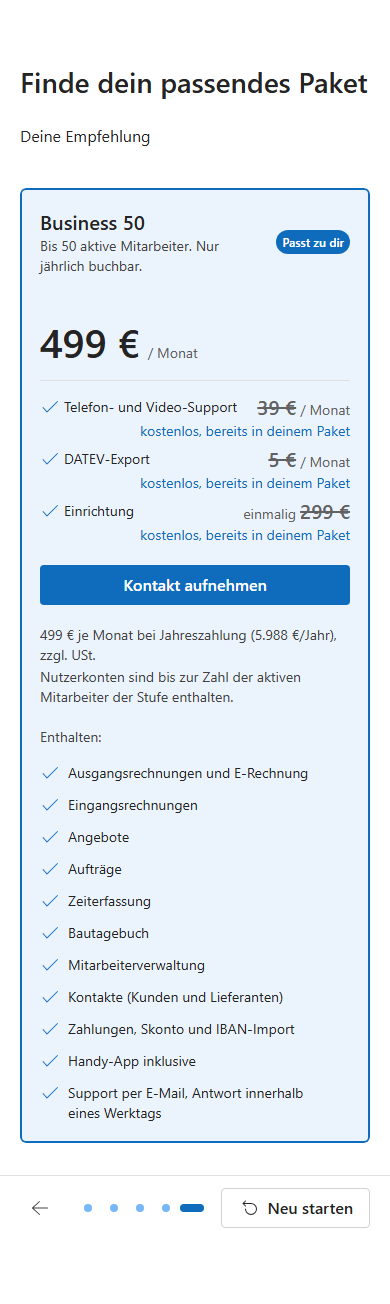 Finde dein passendes Paket
Deine Empfehlung
Business 50
Bis 50 aktive Mitarbeiter. Nur
jährlich buchbar.
Passt zu dir
499 € / Monat
Telefon- und Video-Support 39 € / Monat
kostenlos, bereits in deinem Paket
DATEV-Export 5 € / Monat
kostenlos, bereits in deinem Paket
Einrichtung einmalig 299 €
kostenlos, bereits in deinem Paket
Kontakt aufnehmen
499 € je Monat bei Jahreszahlung (5.988 €/Jahr),
zzgl. USt.
Nutzerkonten sind bis zur Zahl der aktiven
Mitarbeiter der Stufe enthalten.
Enthalten:
Ausgangsrechnungen und E-Rechnung
Eingangsrechnungen
Angebote
Aufträge
Zeiterfassung
Bautagebuch
Mitarbeiterverwaltung
Kontakte (Kunden und Lieferanten)
Zahlungen, Skonto und IBAN-Import
Handy-App inklusive
Support per E-Mail, Antwort innerhalb
eines Werktags
Neu starten